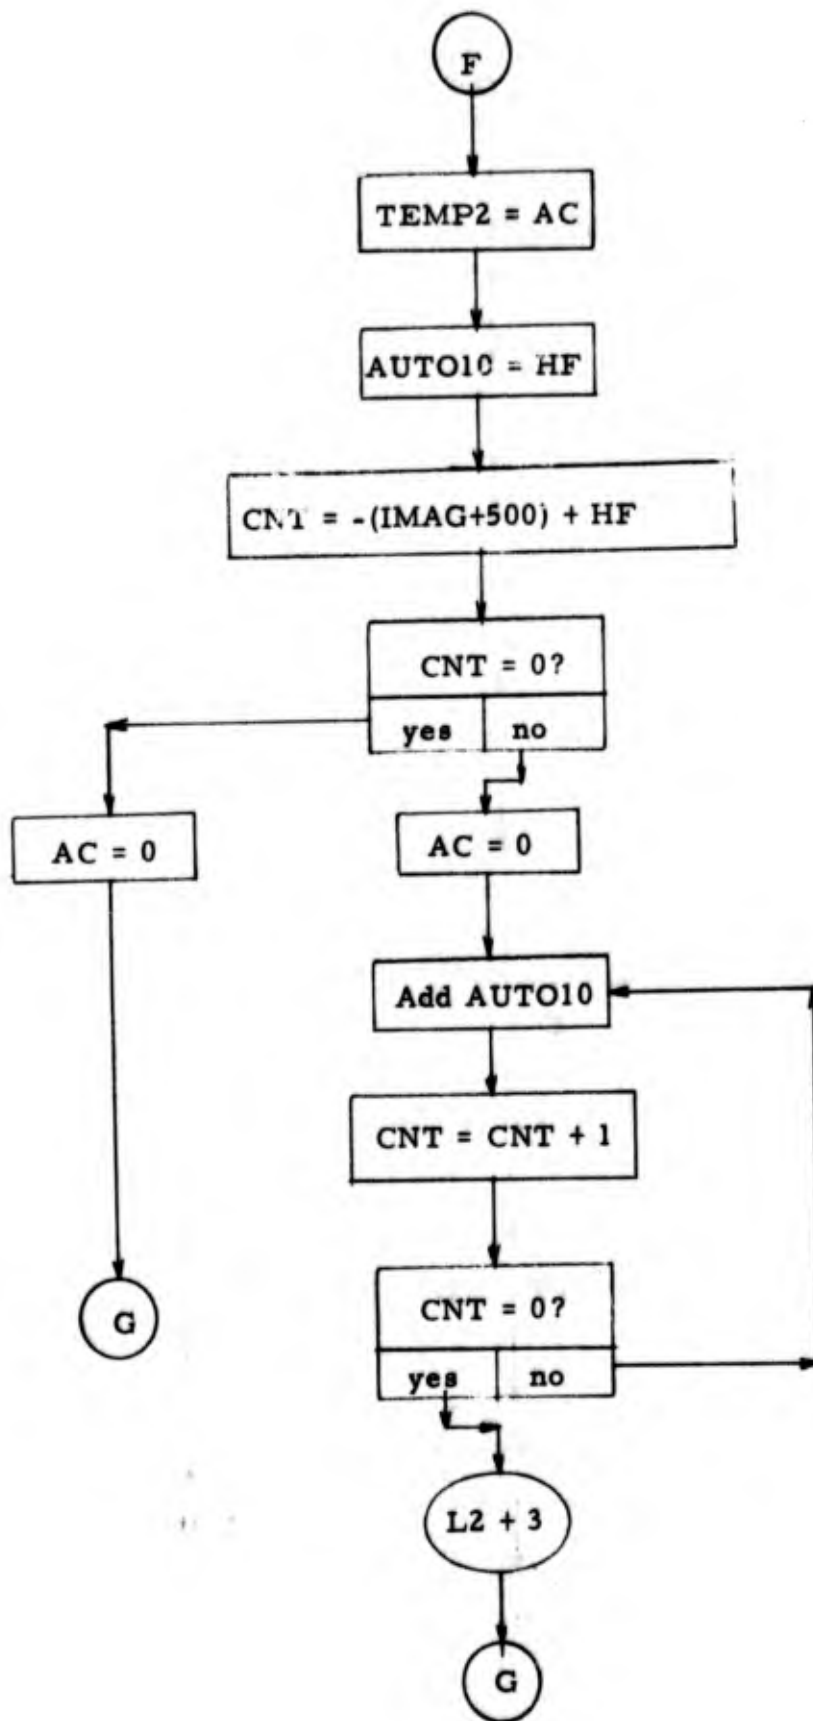 F
TEMP2 = AC
AUTO10 = HF
CNT = -(IMAG+500) + HF
CNT = 0?
yes no
AC = 0
AC = 0
Add AUTO10
CNT = CNT + 1
CNT = 0?
G
yes no
L2 + 3
G